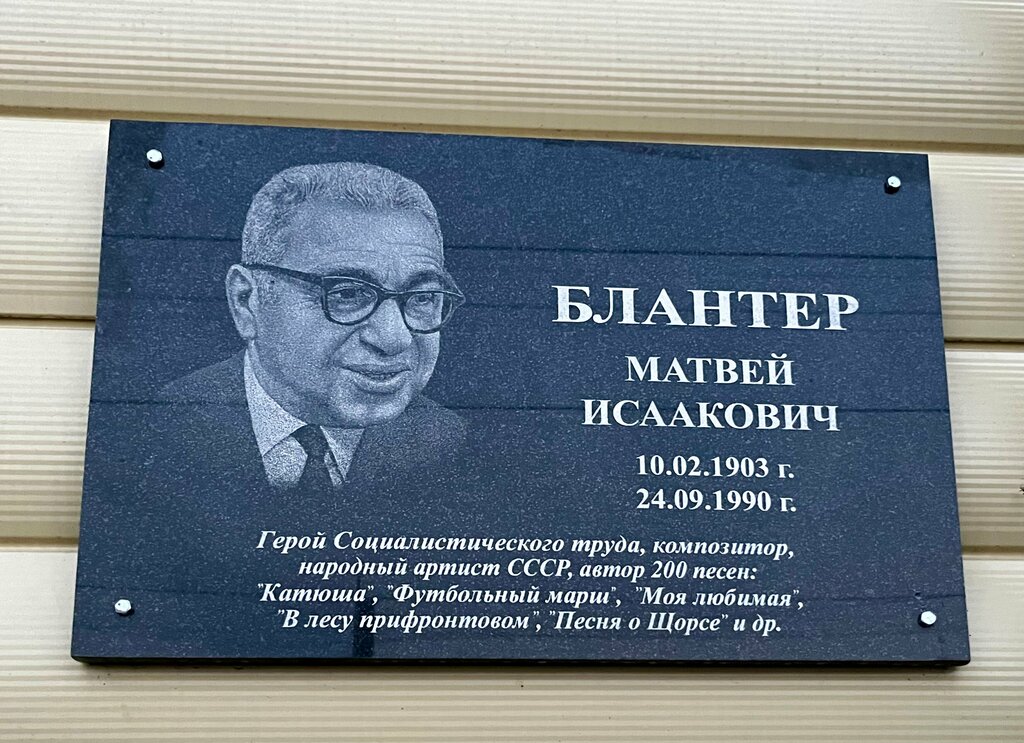 БЛАНТЕР
МАТВЕЙ
ИСААКОВИЧ
10.02.1903 г.
24.09.1990 г.
Герой Социалистического труда, композитор,
народный артист СССР, автор 200 песен:
"Катюша", "Футбольный марш", "Моя любимая",
"В лесу прифронтовом", "Песня о Щорсе" и др.